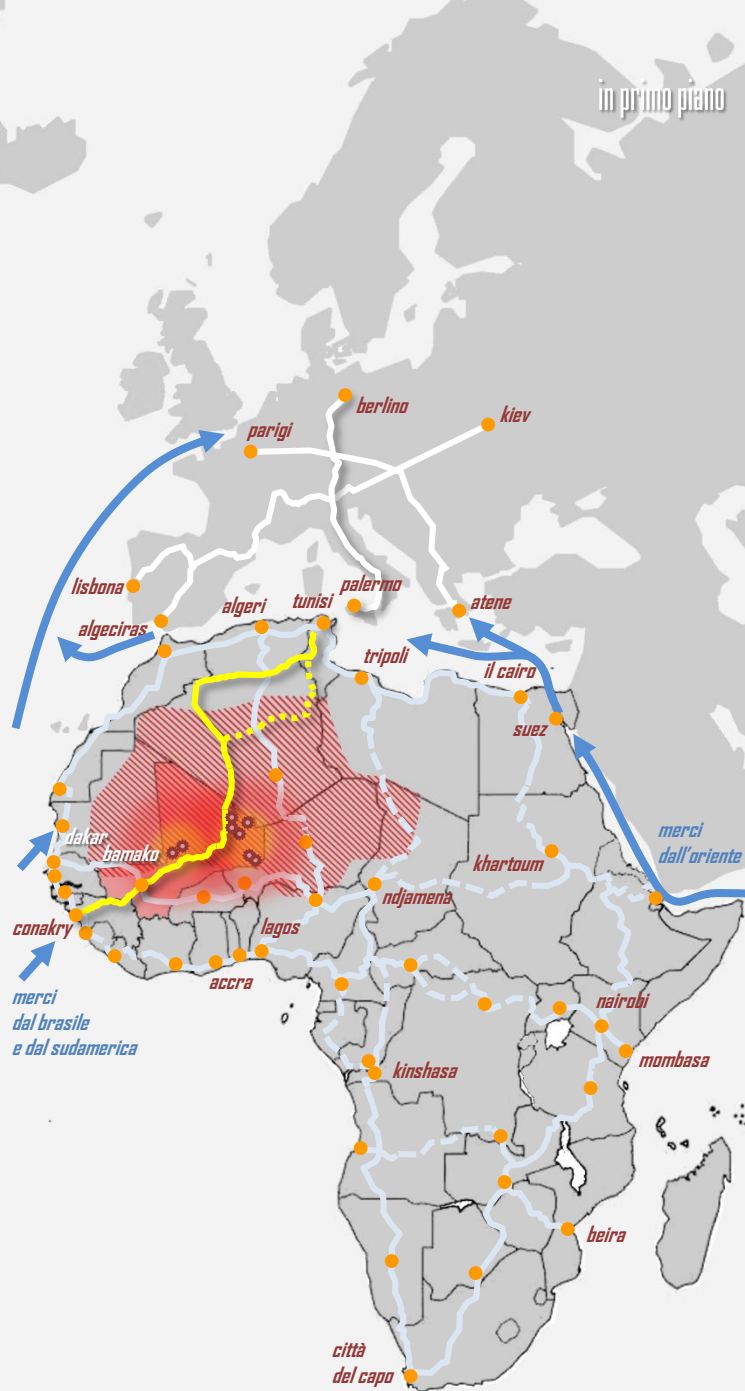 in primo piano
berlino
kiev
parigi
lisbona
palermo
algeri
tunisi
atene
algeciras
tripoli
il cairo
suez
dakar
bamako
merci
dall'oriente
khartoum
ndjamena
conakry
lagos
accra
merci
dal brasile
e dal sudamerica
nairobi
mombasa
kinshasa
beira
città
del capo